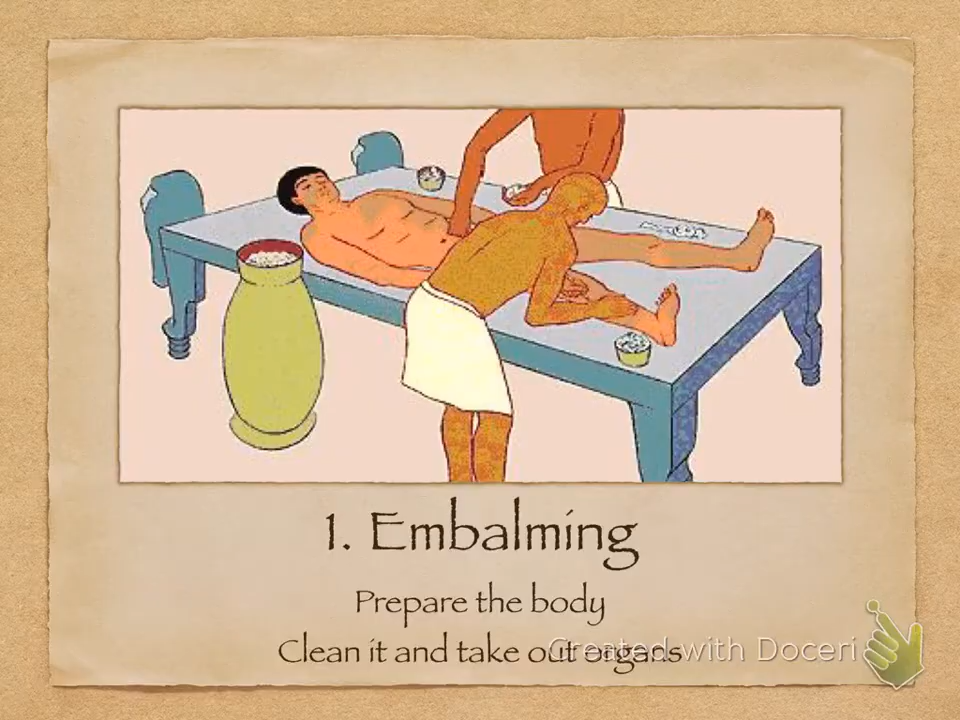 1. Embalming
Prepare the body
Clean it and take out organs
Created with Doceri